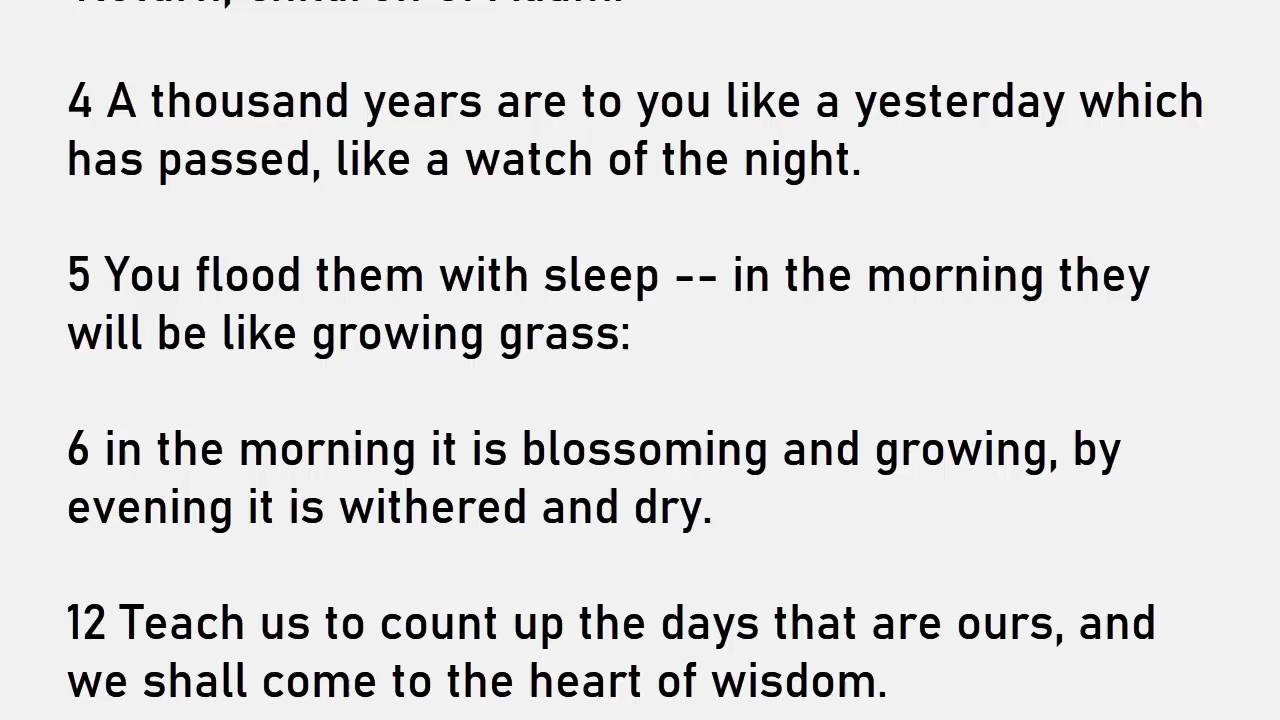 4 A thousand years are to you like a yesterday which
has passed, like a watch of the night.
5 You flood them with sleep -- in the morning they
will be like growing grass:
6 in the morning it is blossoming and growing, by
evening it is withered and dry.
12 Teach us to count up the days that are ours, and
we shall come to the heart of wisdom.